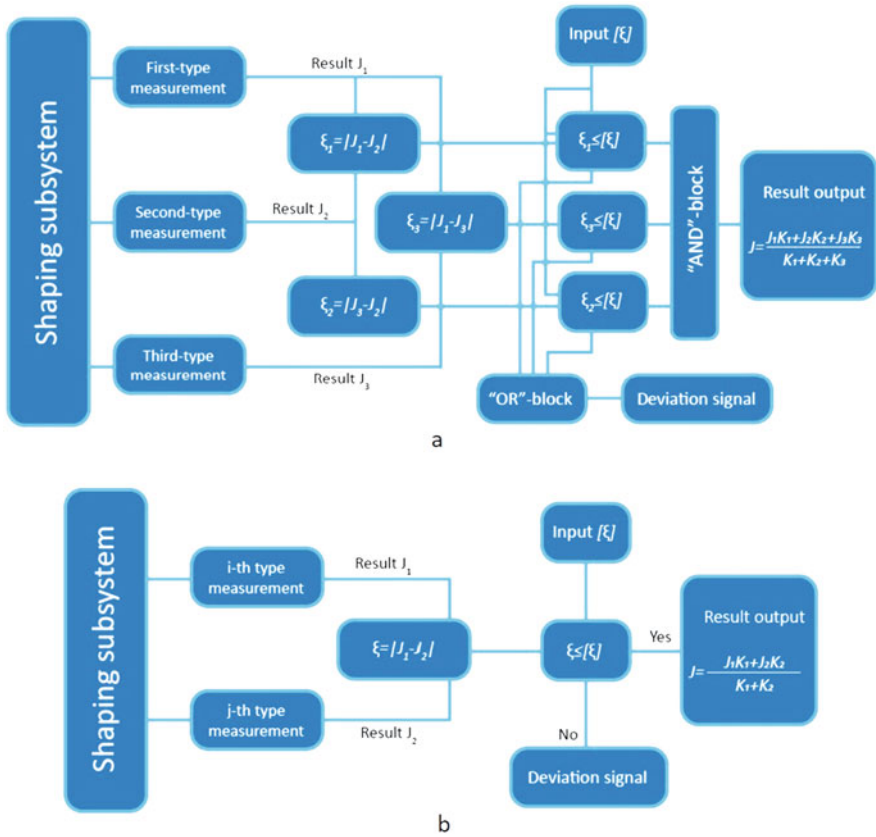 Shaping subsystem
First-type
measurement
Result J₁
Input [ξ]
ξ₁=|J₁-J₂|
ξ₁≤[ξ]
Second-type
measurement
Result J₂
ξ₃=|J₁-J₃|
ξ₃≤[ξ]
"AND"-block
Result output
J=J₁K₁+J₂K₂+J₃K₃
K₁+K₂+K₃
ξ₂=|J₃-J₂|
ξ₂≤[ξ]
Third-type
measurement
Result J₃
"OR"-block
Deviation signal
a
Shaping subsystem
i-th type
measurement
Result J₁
Input [ξ]
ξ=|J₁-J₂|
ξ≤[ξ]
Yes
Result output
J=J₁K₁+J₂K₂
K₁+K₂
j-th type
measurement
Result J₂
No
Deviation signal
b